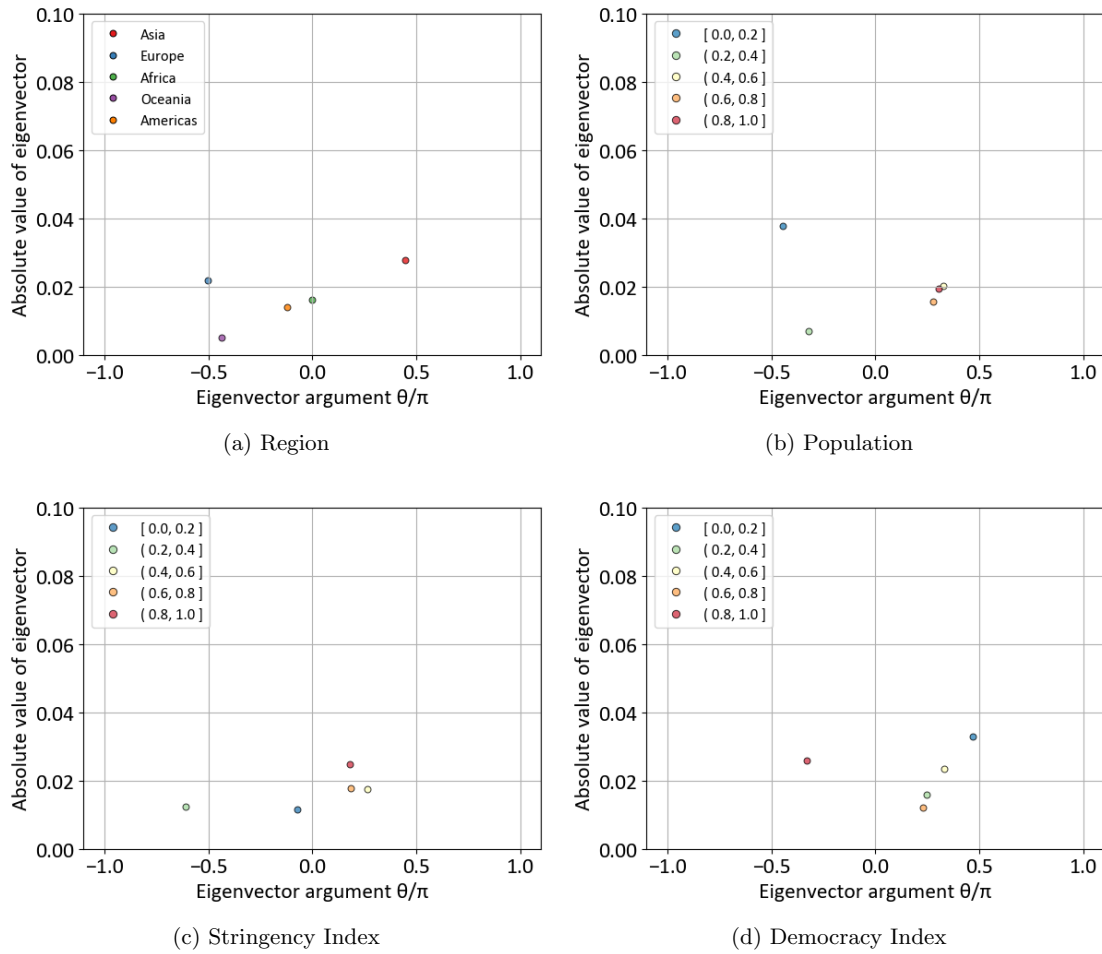 0.10
0.08
0.06
0.04
0.02
0.00
Absolute value of eigenvector
Asia
Europe
Africa
Oceania
Americas
−1.0 −0.5 0.0 0.5 1.0
Eigenvector argument θ/π
(a) Region
0.10
0.08
0.06
0.04
0.02
0.00
Absolute value of eigenvector
[ 0.0, 0.2 ]
( 0.2, 0.4 ]
( 0.4, 0.6 ]
( 0.6, 0.8 ]
( 0.8, 1.0 ]
−1.0 −0.5 0.0 0.5 1.0
Eigenvector argument θ/π
(b) Population
0.10
0.08
0.06
0.04
0.02
0.00
Absolute value of eigenvector
[ 0.0, 0.2 ]
( 0.2, 0.4 ]
( 0.4, 0.6 ]
( 0.6, 0.8 ]
( 0.8, 1.0 ]
−1.0 −0.5 0.0 0.5 1.0
Eigenvector argument θ/π
(c) Stringency Index
0.10
0.08
0.06
0.04
0.02
0.00
Absolute value of eigenvector
[ 0.0, 0.2 ]
( 0.2, 0.4 ]
( 0.4, 0.6 ]
( 0.6, 0.8 ]
( 0.8, 1.0 ]
−1.0 −0.5 0.0 0.5 1.0
Eigenvector argument θ/π
(d) Democracy Index